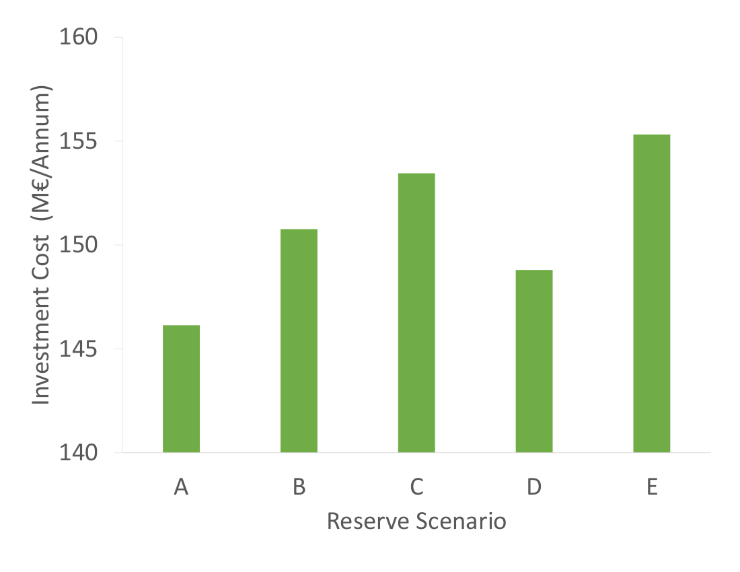 160
155
150
145
140
Investment Cost (M€/Annum)
A B C D E
Reserve Scenario